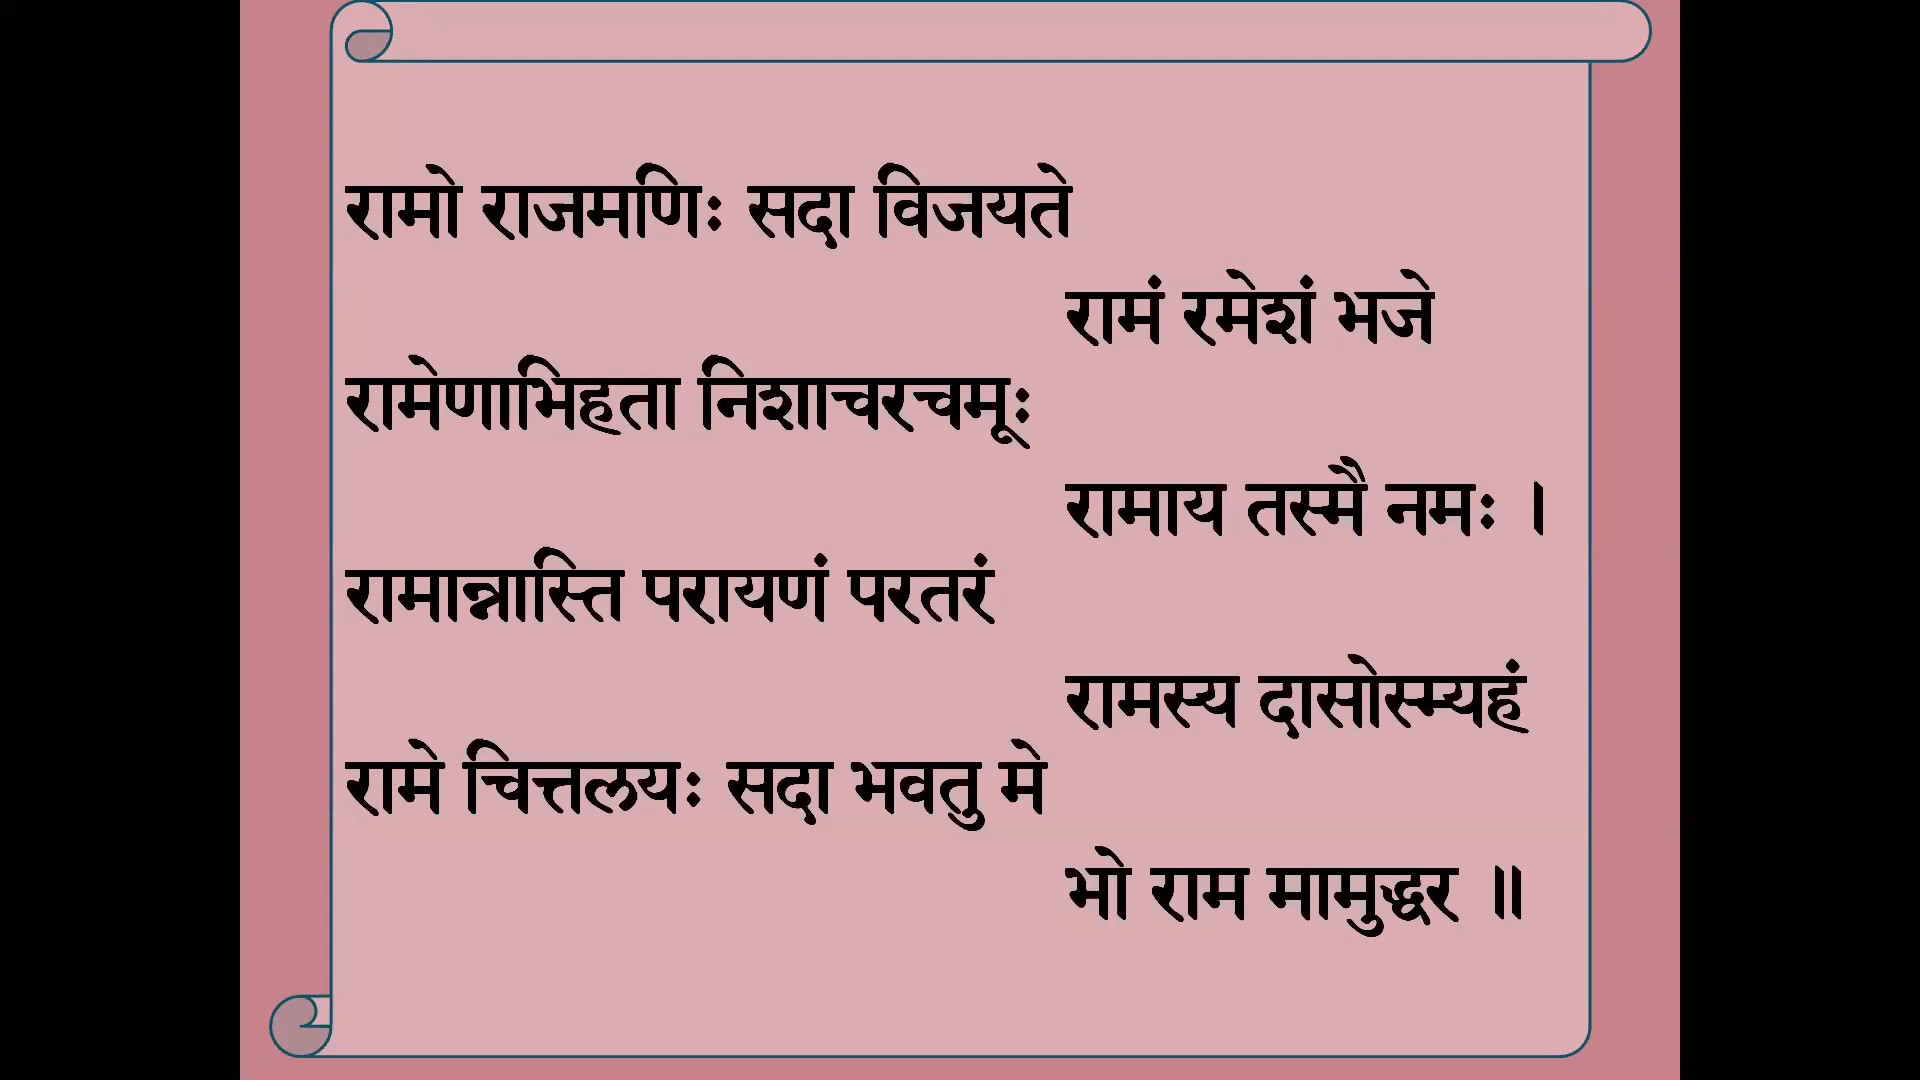 रामो राजमणिः सदा विजयते
रामं रमेशं भजे
रामेणाभिहता निशाचरचमूः
रामाय तस्मै नमः ।
रामान्नास्ति परायणं परतरं
रामस्य दासोस्म्यहं
रामे चित्तलयः सदा भवतु मे
भो राम मामुद्धर ॥